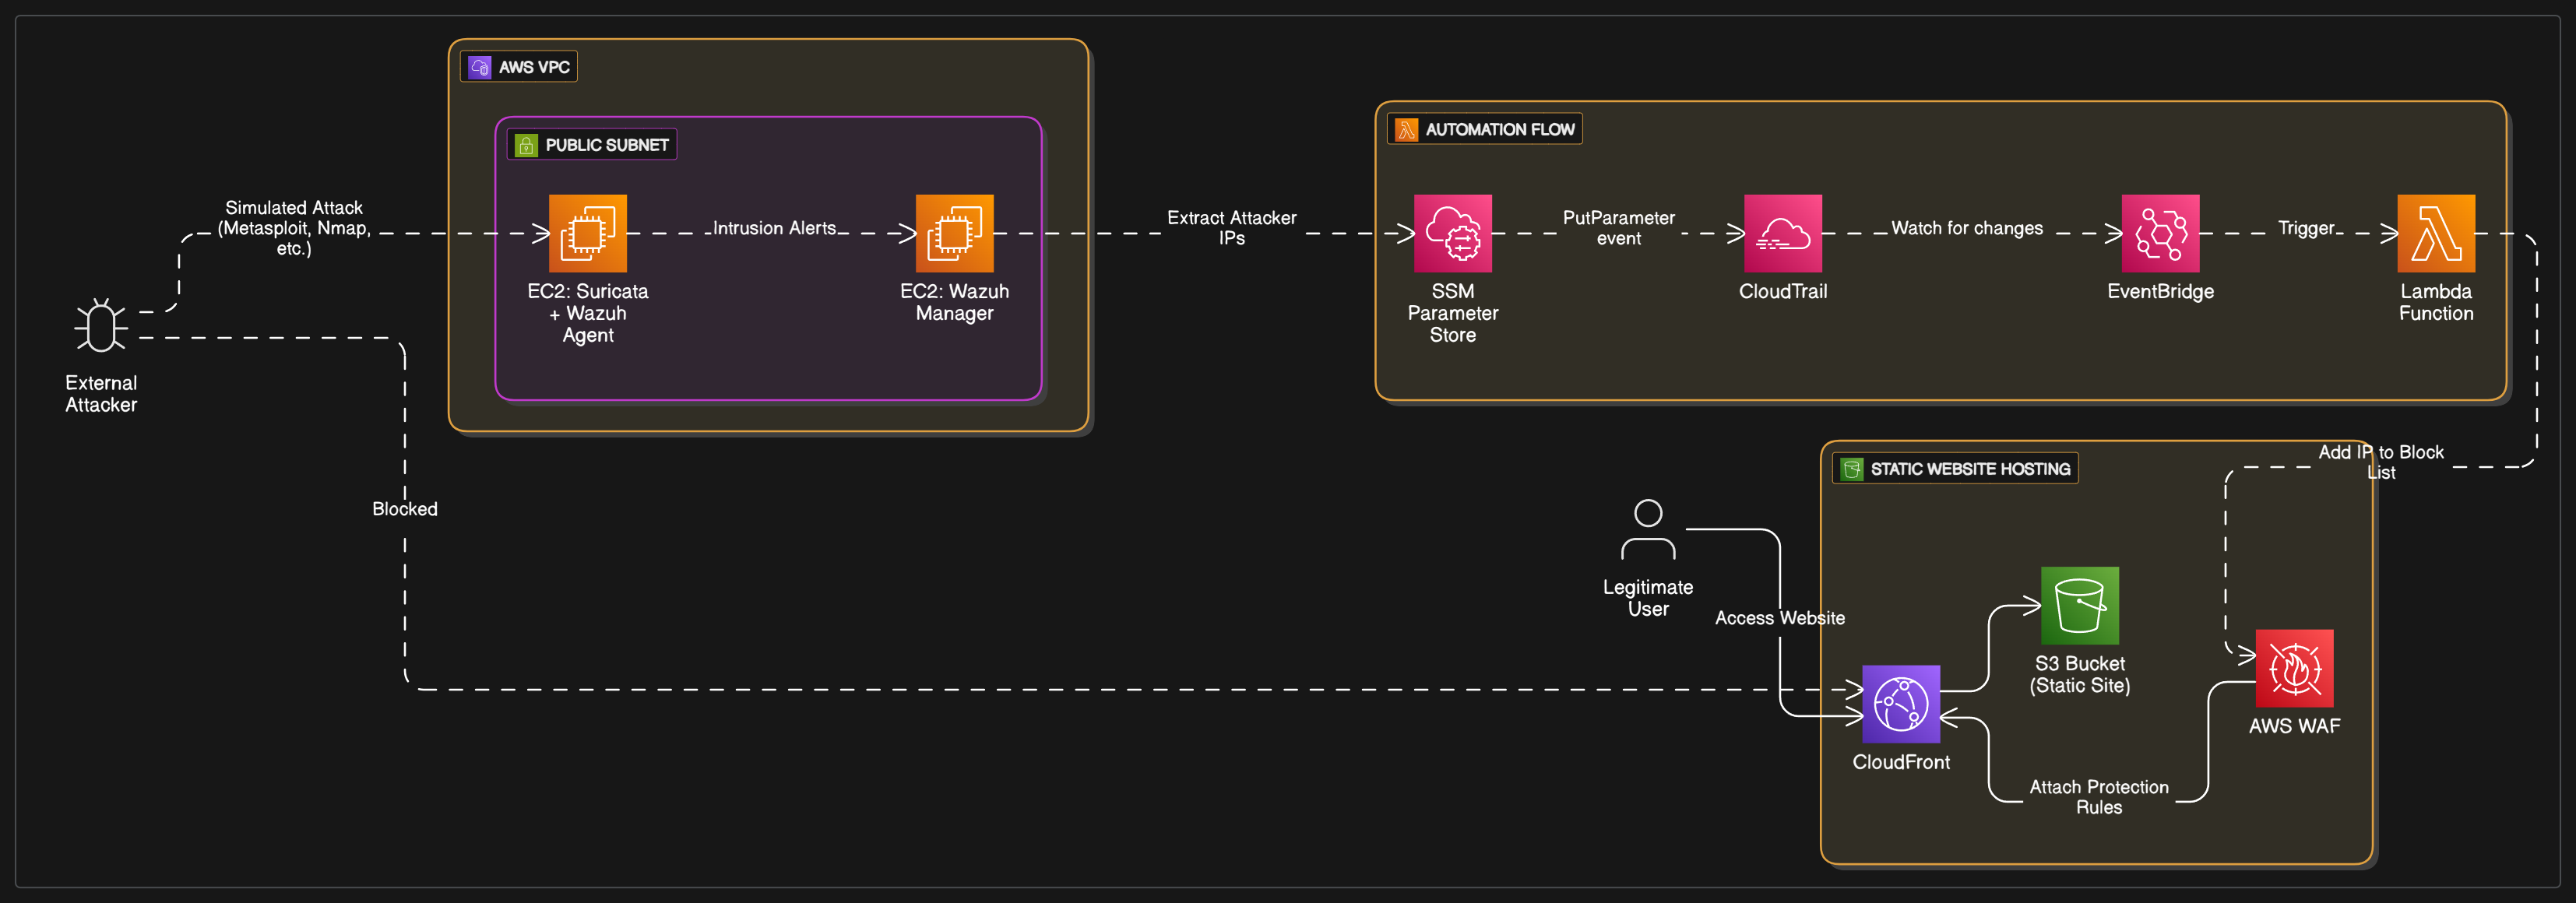 AWS VPC
PUBLIC SUBNET
Simulated Attack
(Metasploit, Nmap,
etc.)
External
Attacker
EC2: Suricata
+ Wazuh
Agent
Intrusion Alerts
EC2: Wazuh
Manager
Extract Attacker
IPs
AUTOMATION FLOW
SSM
Parameter
Store
PutParameter
event
CloudTrail
Watch for changes
EventBridge
Trigger
Lambda
Function
Blocked
Add IP to Block
List
STATIC WEBSITE HOSTING
Legitimate
User
Access Website
S3 Bucket
(Static Site)
AWS WAF
CloudFront
Attach Protection
Rules